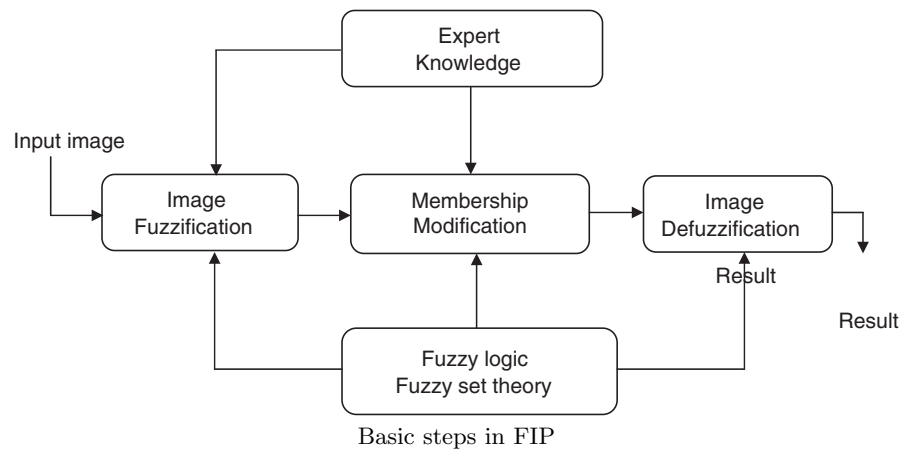 Expert
Knowledge
Input image
Image
Fuzzification
Membership
Modification
Image
Defuzzification
Result
Result
Fuzzy logic
Fuzzy set theory
Basic steps in FIP